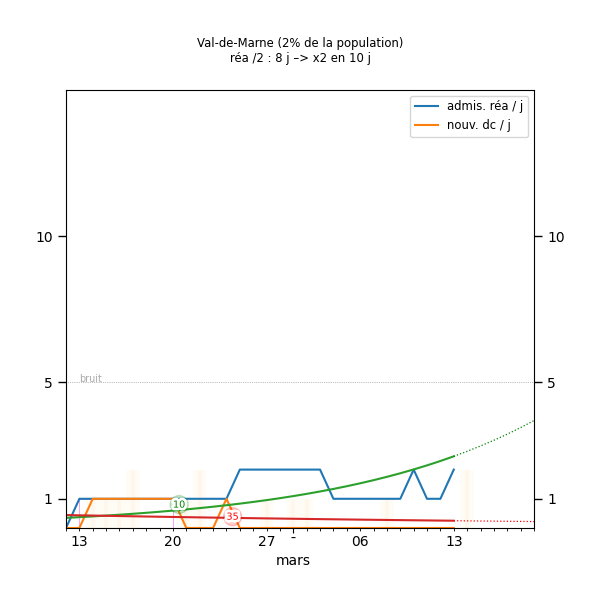 Val-de-Marne (2% de la population)
réa /2 : 8 j –> x2 en 10 j
admis. réa / j
nouv. dc / j
10
10
bruit
5
5
10
35
1
1
13
20
27
-
06
13
mars